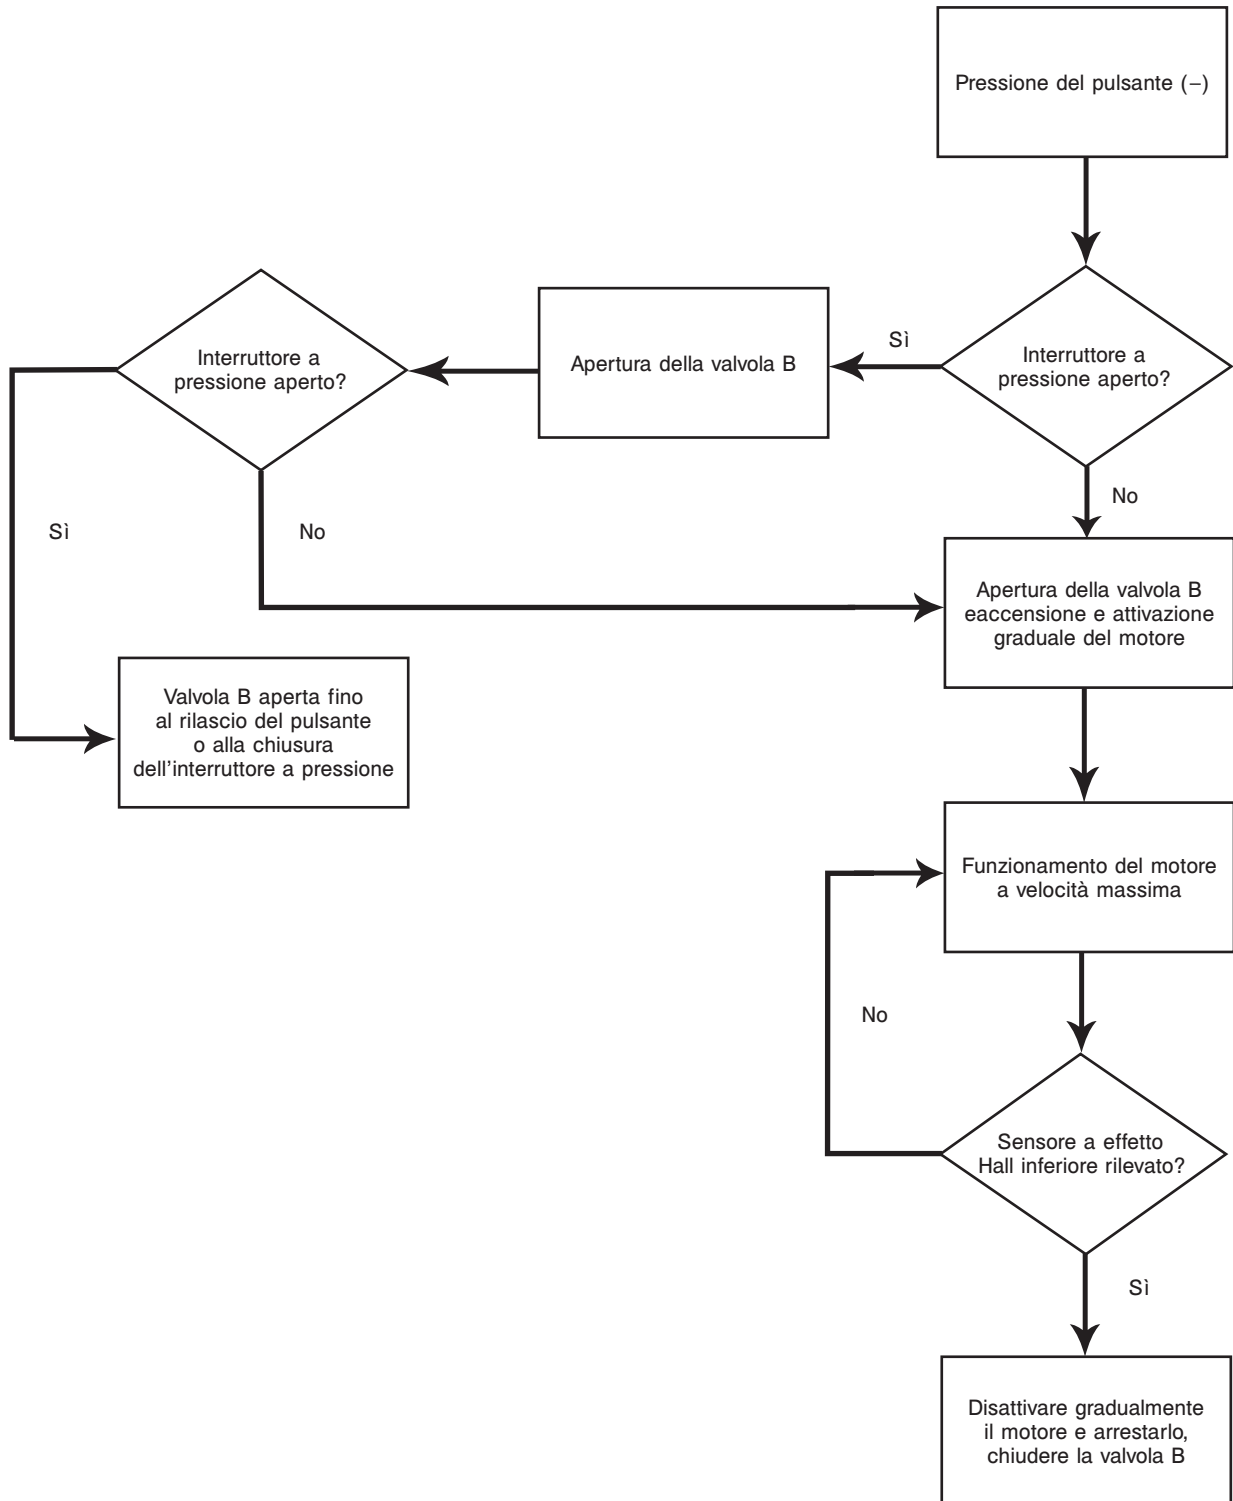 Pressione del pulsante (–)
Interruttore a
pressione aperto?
Sì
Apertura della valvola B
Interruttore a
pressione aperto?
No
Sì
No
Apertura della valvola B
eaccensione e attivazione
graduale del motore
Valvola B aperta fino
al rilascio del pulsante
o alla chiusura
dell'interruttore a pressione
Funzionamento del motore
a velocità massima
No
Sensore a effetto
Hall inferiore rilevato?
Sì
Disattivare gradualmente
il motore e arrestarlo,
chiudere la valvola B